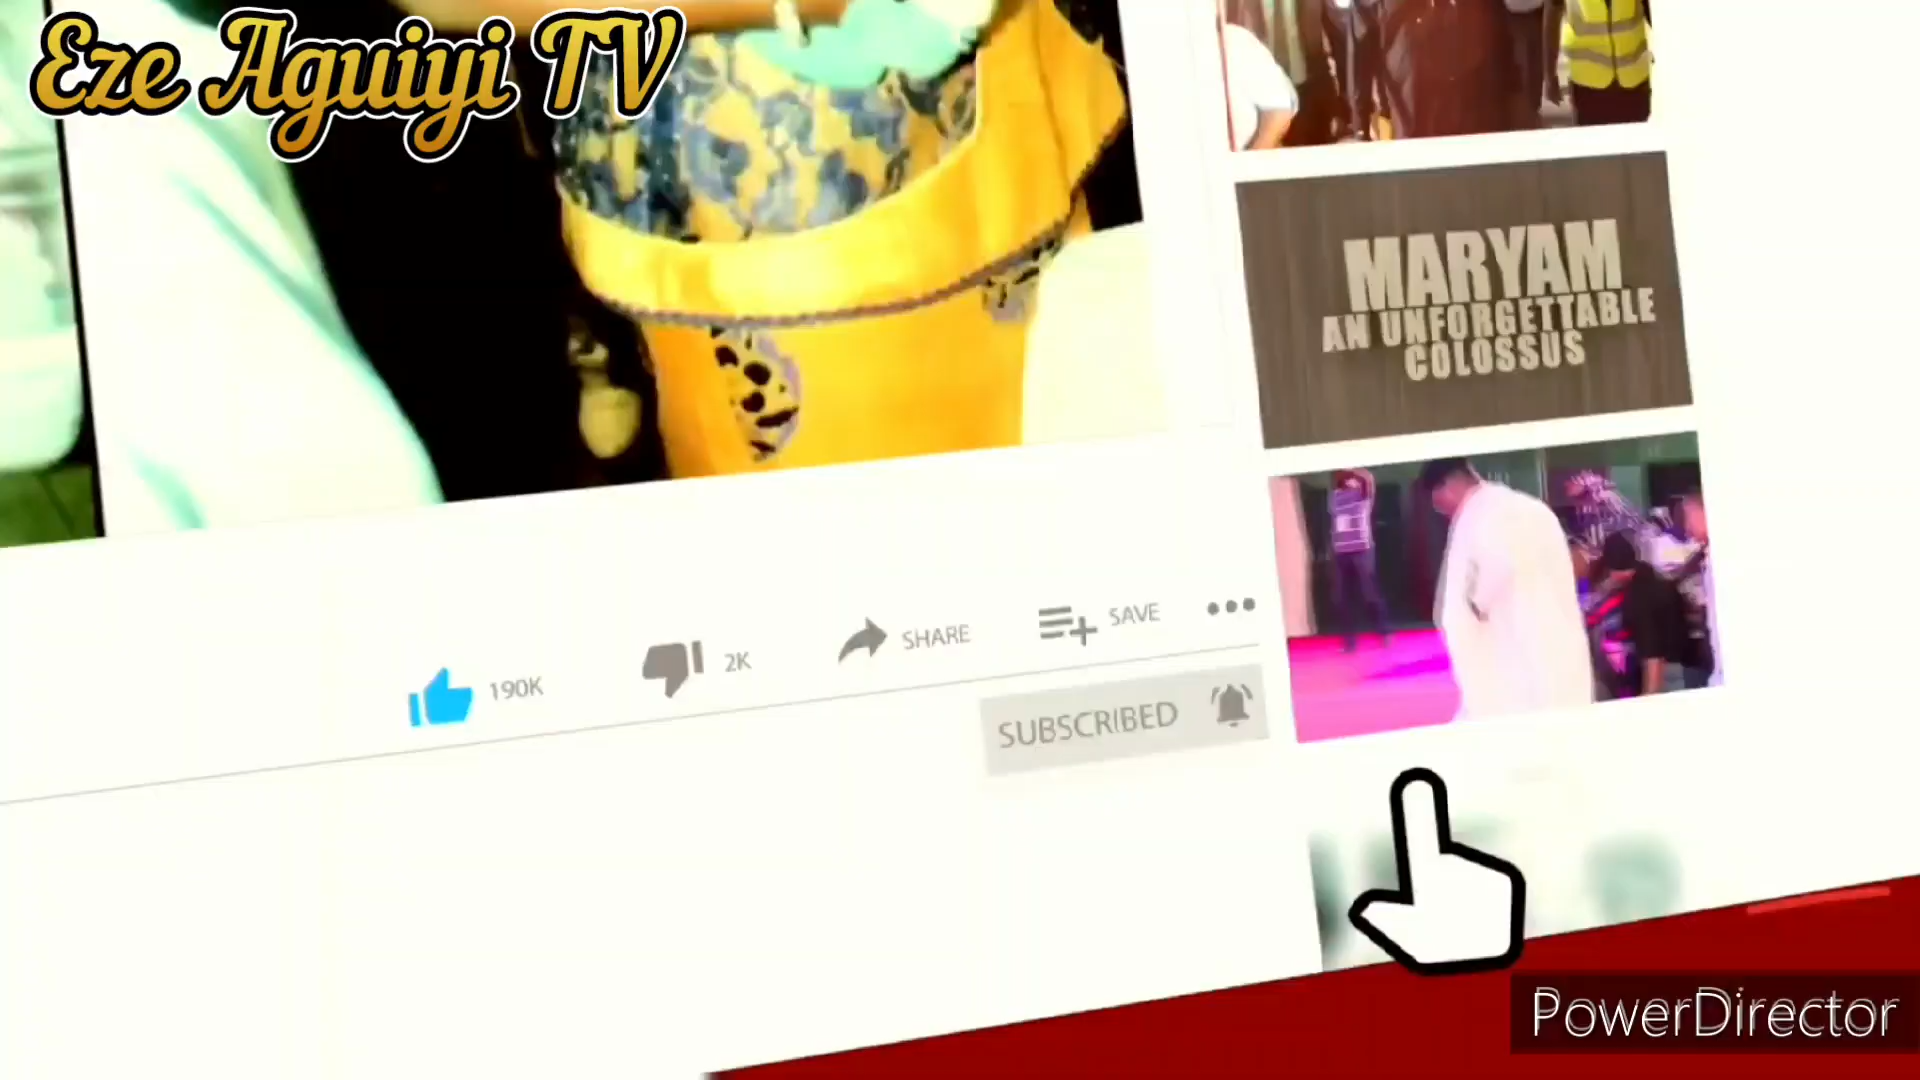 Eze Aguiyi TV
MARYAM
AN UNFORGETTABLE
COLOSSUS
190K
2K
SHARE
SAVE
SUBSCRIBED
PowerDirector